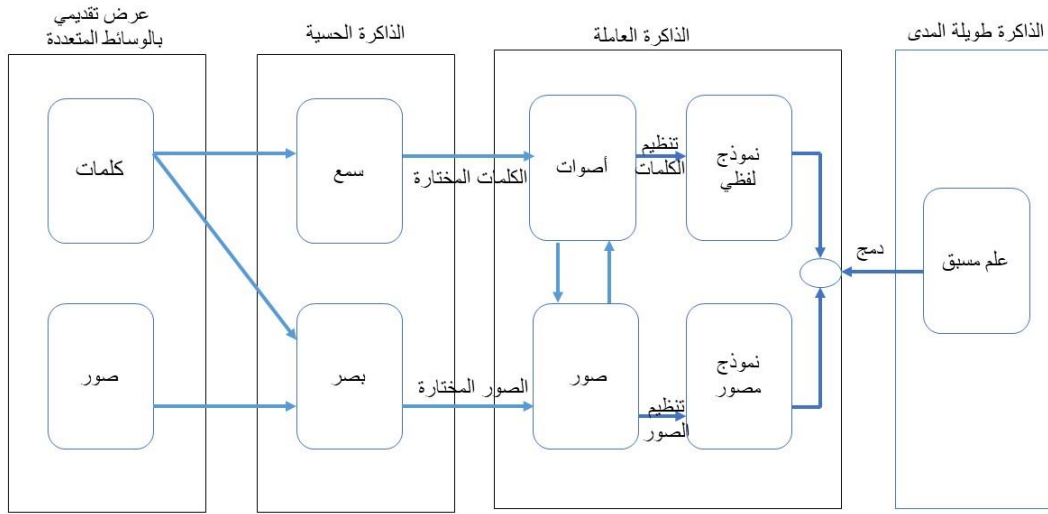 عرض تقديمي
بالوسائط المتعددة
الذاكرة الحسية
الذاكرة العاملة
الذاكرة طويلة المدى
كلمات
سمع
الكلمات المختارة
أصوات
تنظيم
الكلمات
نموذج
لفظي
دمج
علم مسبق
صور
بصر
الصور المختارة
صور
تنظيم
الصور
نموذج
مصور